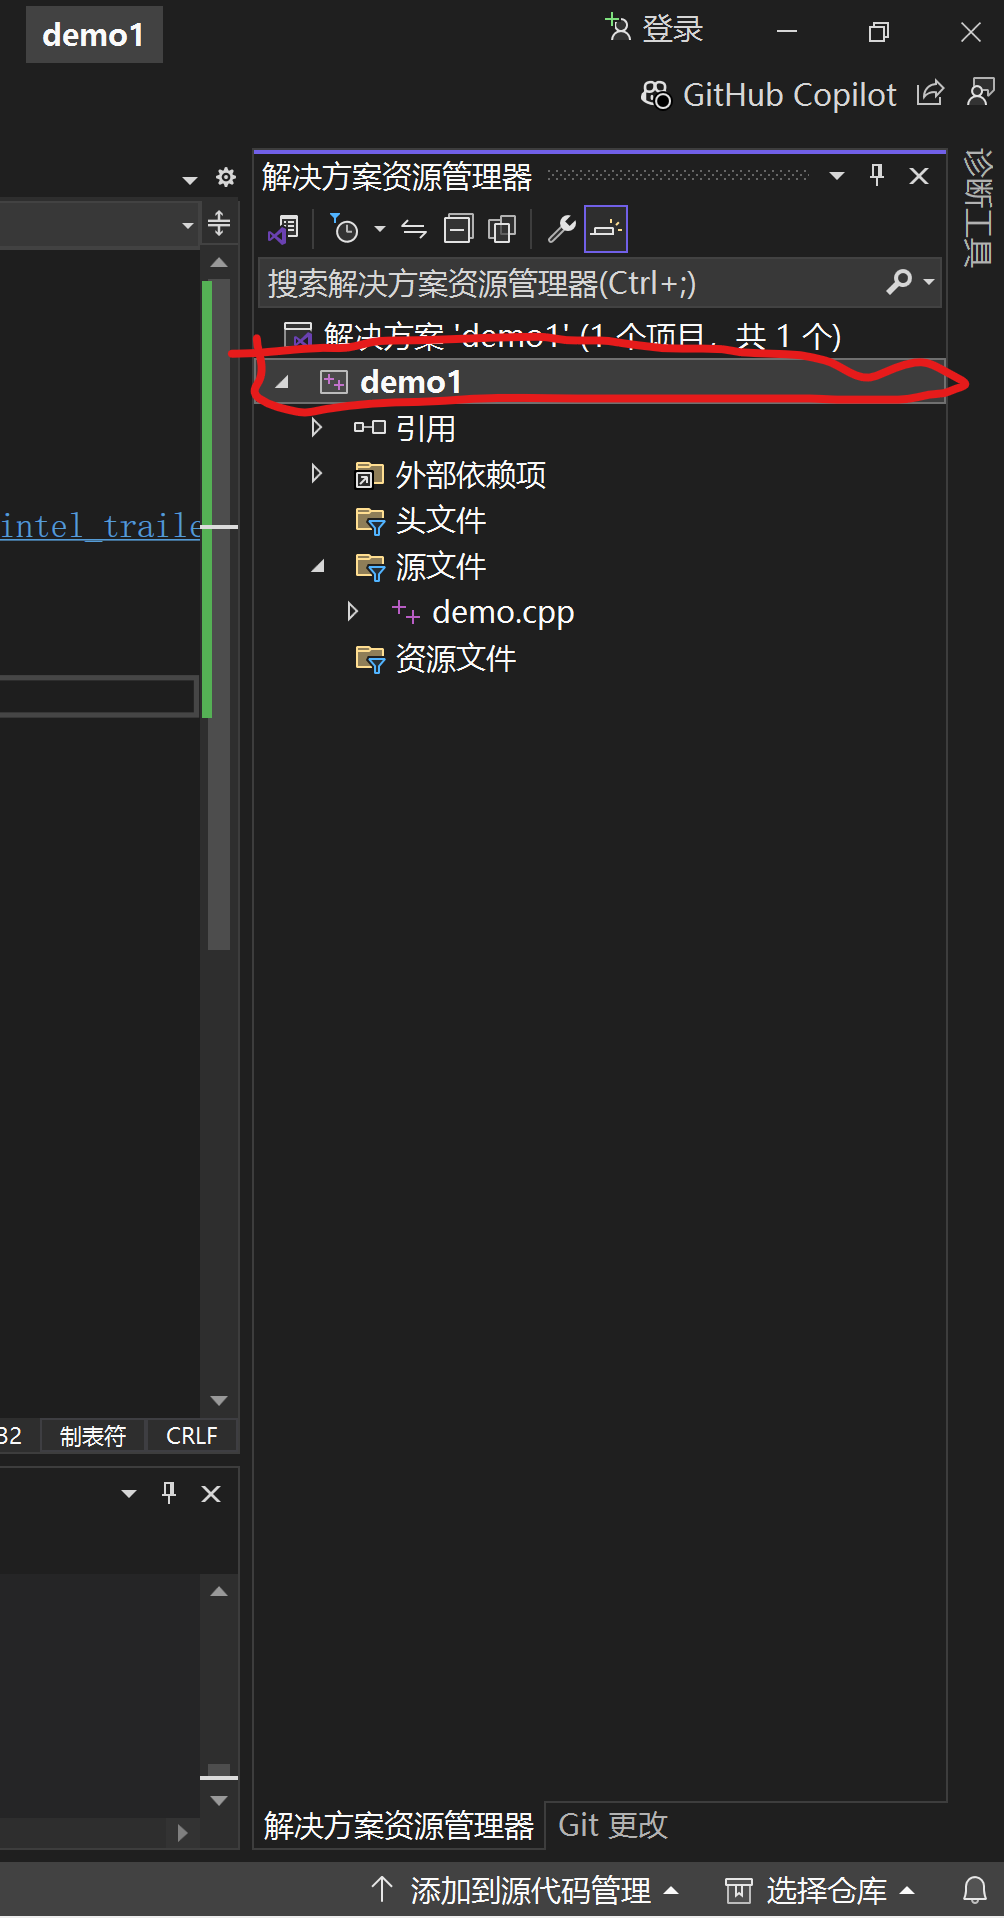 demo1
登录
GitHub Copilot
诊断工具
解决方案资源管理器
搜索解决方案资源管理器(Ctrl+;)
解决方案 'demo1' (1 个项目，共 1 个)
demo1
引用
外部依赖项
头文件
intel_traile
源文件
demo.cpp
资源文件
32 制表符 CRLF
解决方案资源管理器 Git 更改
添加到源代码管理 选择仓库